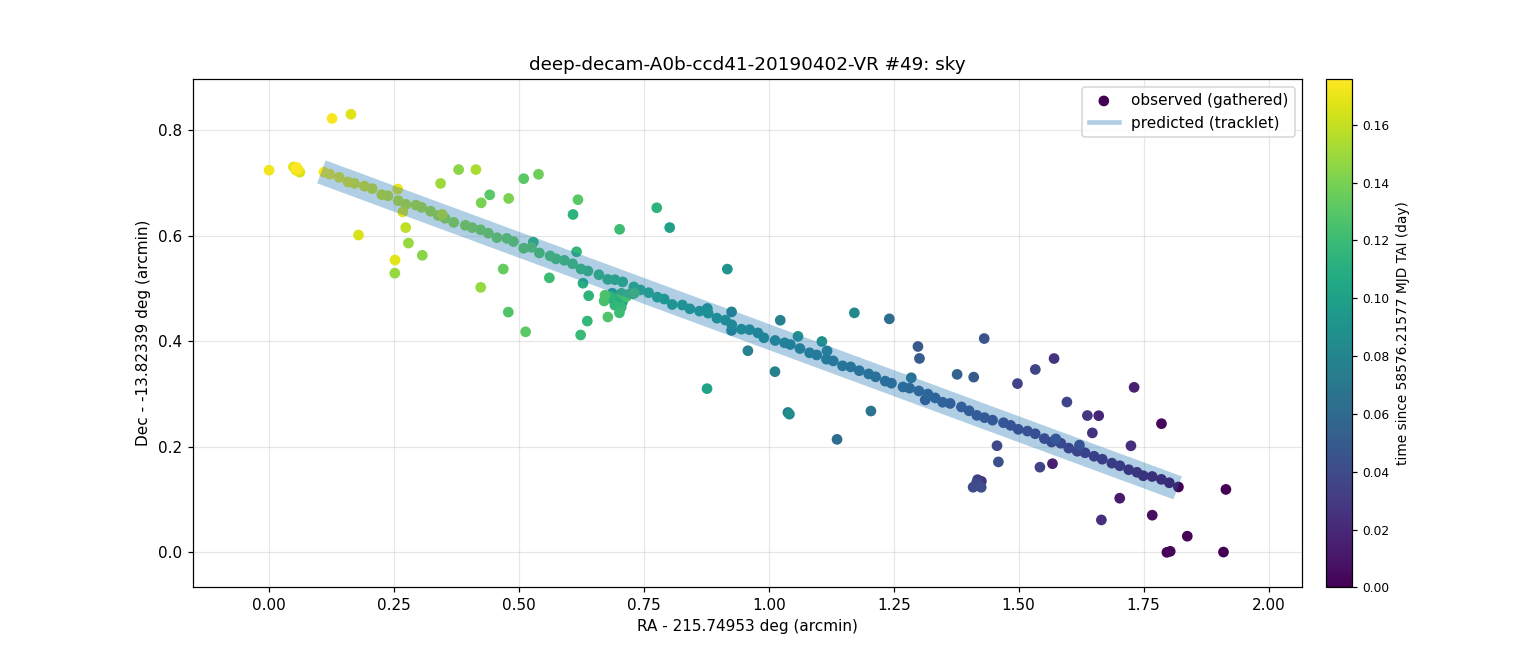 deep-decam-A0b-ccd41-20190402-VR #49: sky
observed (gathered)
predicted (tracklet)
0.8
0.6
0.4
0.2
0.0
Dec - -13.82339 deg (arcmin)
0.00 0.25 0.50 0.75 1.00 1.25 1.50 1.75 2.00
RA - 215.74953 deg (arcmin)
0.16
0.14
0.12
0.10
0.08
0.06
0.04
0.02
0.00
time since 58576.21577 MJD TAI (day)